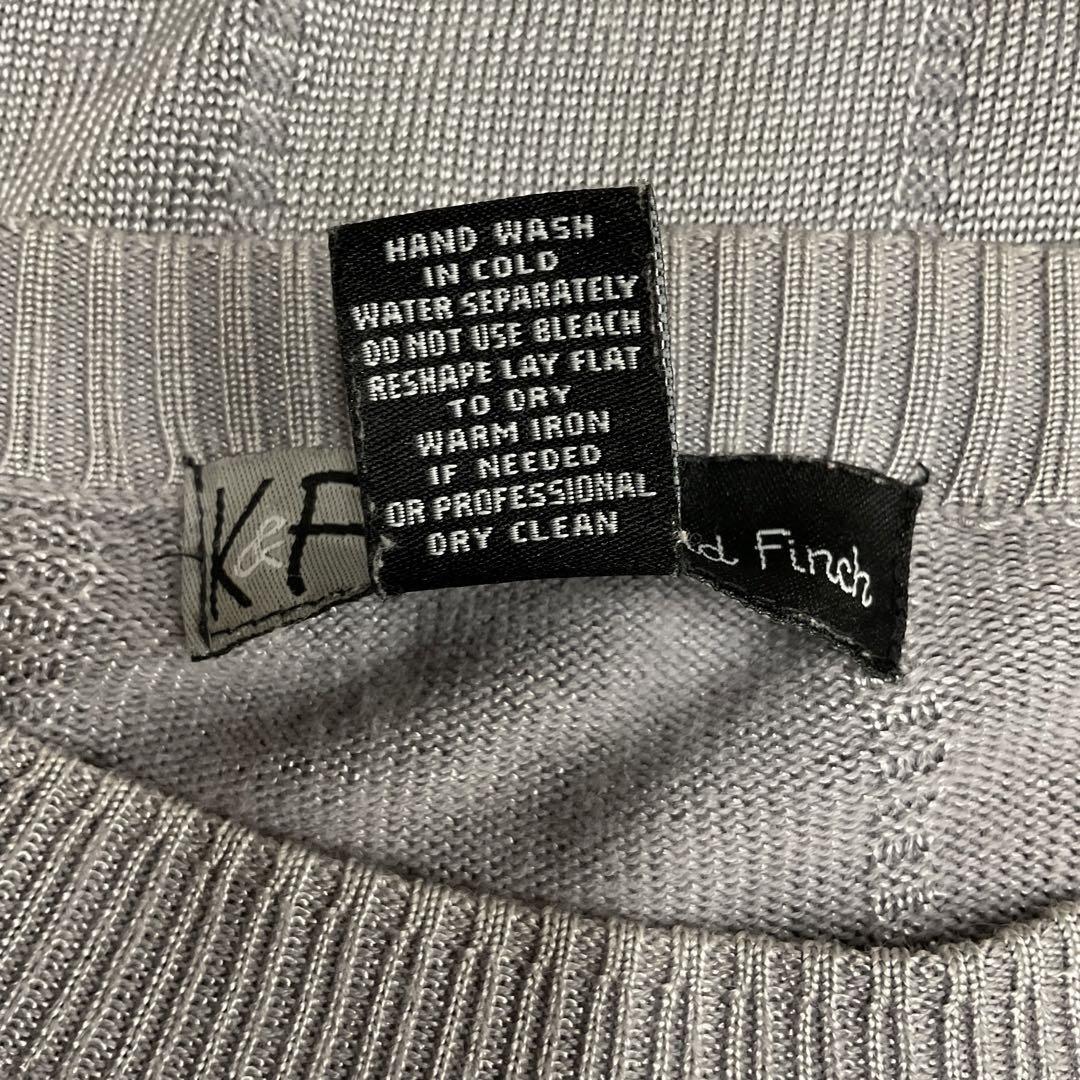 HAND WASH
IN COLD
WATER SEPARATELY
DO NOT USE BLEACH
RESHAPE LAY FLAT
TO DRY
WARM IRON
IF NEEDED
OR PROFESSIONAL
DRY CLEAN
K&F
Finch